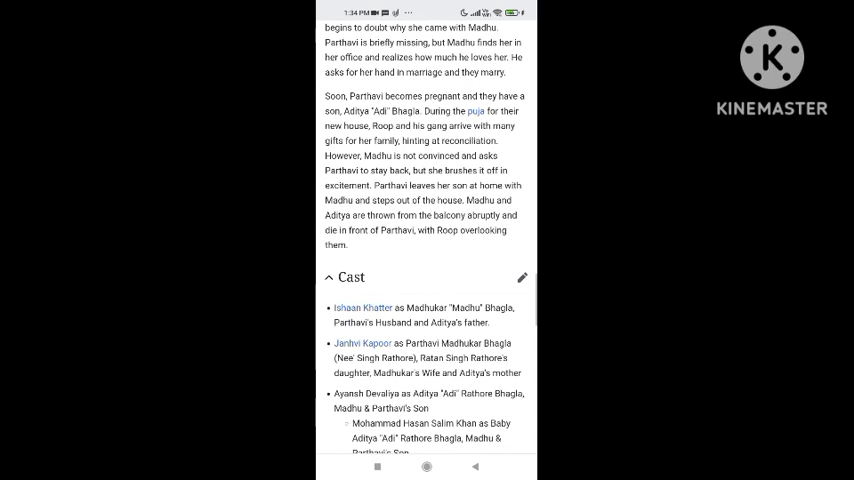 1:34 PM
begins to doubt why she came with Madhu.
Parthavi is briefly missing, but Madhu finds her in
her office and realizes how much he loves her. He
asks for her hand in marriage and they marry.
Soon, Parthavi becomes pregnant and they have a
son, Aditya "Adi" Bhagla. During the puja for their
new house, Roop and his gang arrive with many
gifts for her family, hinting at reconciliation.
However, Madhu is not convinced and asks
Parthavi to stay back, but she brushes it off in
excitement. Parthavi leaves her son at home with
Madhu and steps out of the house. Madhu and
Aditya are thrown from the balcony abruptly and
die in front of Parthavi, with Roop overlooking
them.
Cast
• Ishaan Khatter as Madhukar "Madhu" Bhagla,
Parthavi's Husband and Aditya's father.
• Janhvi Kapoor as Parthavi Madhukar Bhagla
(Nee' Singh Rathore), Ratan Singh Rathore's
daughter, Madhukar's Wife and Aditya's mother
• Ayansh Devaliya as Aditya "Adi" Rathore Bhagla,
Madhu & Parthavi's Son
◦ Mohammad Hasan Salim Khan as Baby
Aditya "Adi" Rathore Bhagla, Madhu &
Parthavi's Son
K
KINEMASTER